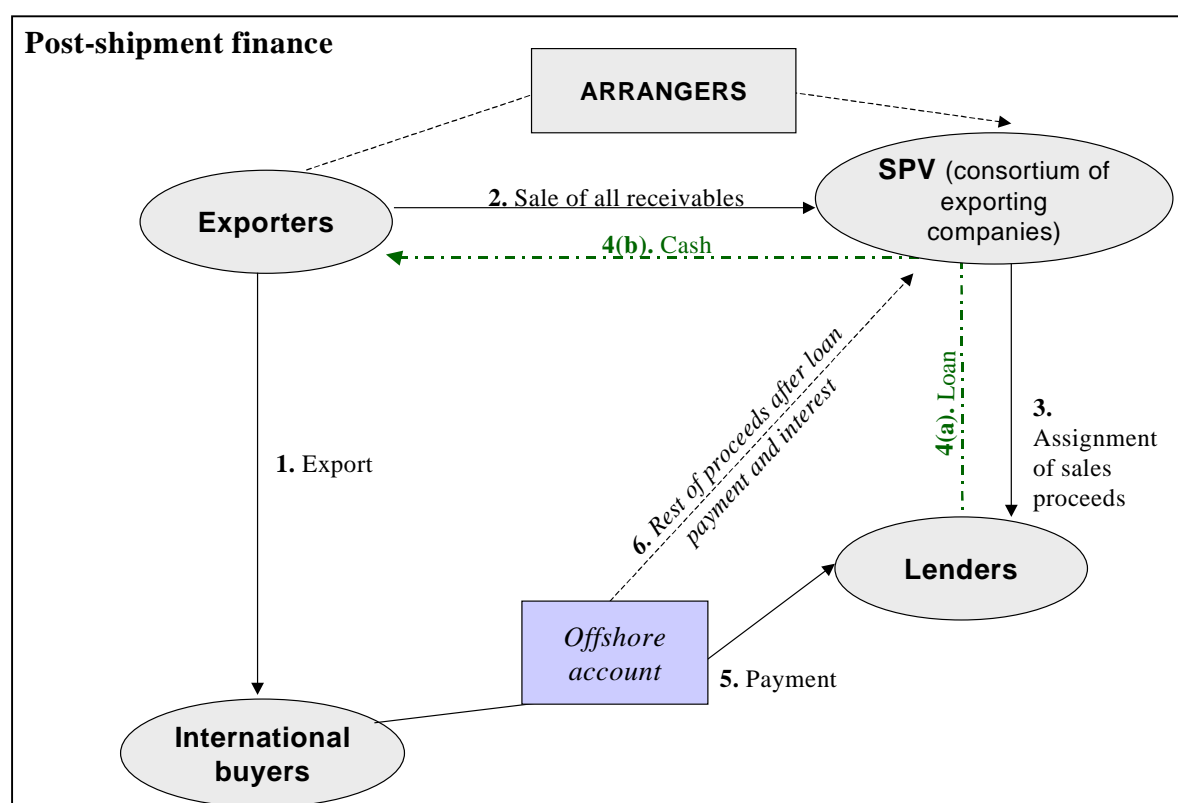 Post-shipment finance
ARRANGERS
SPV (consortium of
exporting
companies)
Exporters
2. Sale of all receivables
4(b). Cash
1. Export
6. Rest of proceeds after loan
payment and interest
4(a). Loan
3.
Assignment
of sales
proceeds
Lenders
Offshore
account
5. Payment
International
buyers